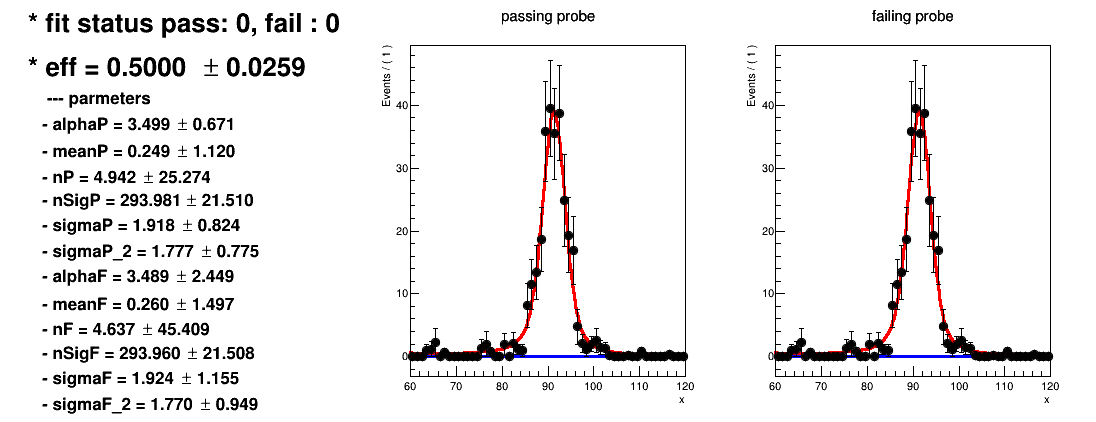 * fit status pass: 0, fail : 0
* eff = 0.5000 ± 0.0259
--- parmeters
- alphaP = 3.499 ± 0.671
- meanP = 0.249 ± 1.120
- nP = 4.942 ± 25.274
- nSigP = 293.981 ± 21.510
- sigmaP = 1.918 ± 0.824
- sigmaP_2 = 1.777 ± 0.775
- alphaF = 3.489 ± 2.449
- meanF = 0.260 ± 1.497
- nF = 4.637 ± 45.409
- nSigF = 293.960 ± 21.508
- sigmaF = 1.924 ± 1.155
- sigmaF_2 = 1.770 ± 0.949
passing probe
Events / ( 1 )
40
30
20
10
0
60 70 80 90 100 110 120
x
failing probe
Events / ( 1 )
40
30
20
10
0
60 70 80 90 100 110 120
x